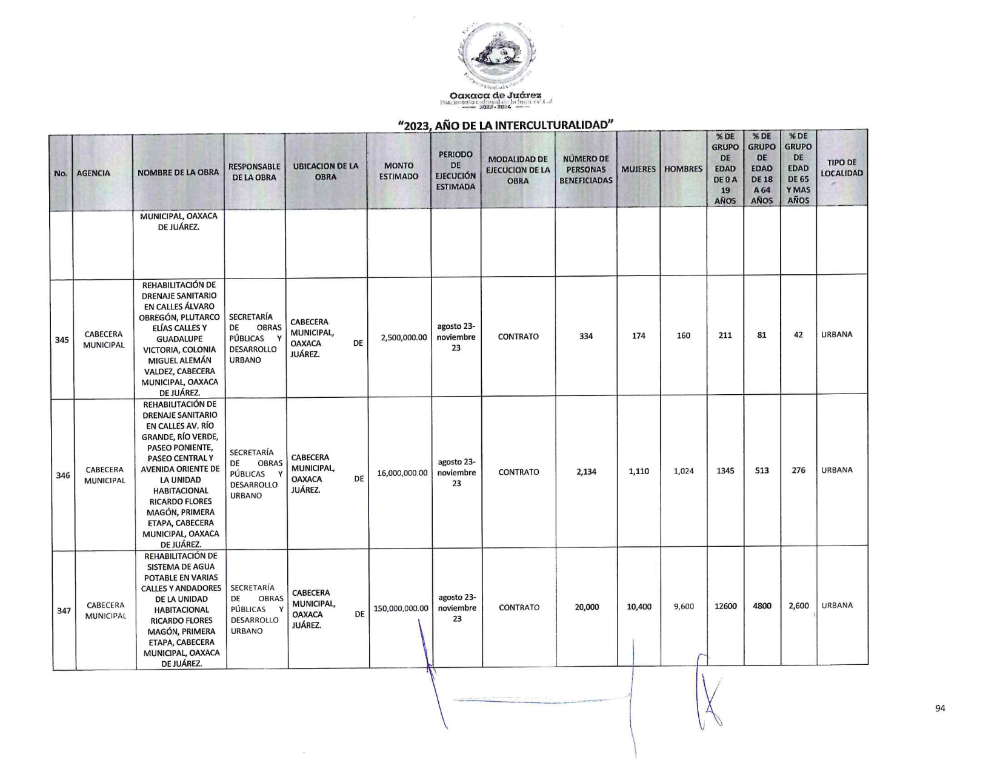 Oaxaca de Juárez
2022 - 2024
“2023, AÑO DE LA INTERCULTURALIDAD”
No.
AGENCIA
NOMBRE DE LA OBRA
RESPONSABLE
DE LA OBRA
UBICACION DE LA
OBRA
MONTO
ESTIMADO
PERIODO
DE
EJECUCIÓN
ESTIMADA
MODALIDAD DE
EJECUCION DE LA
OBRA
NÚMERO DE
PERSONAS
BENEFICIADAS
MUJERES
HOMBRES
% DE
GRUPO
DE
EDAD
DE 0 A
19
AÑOS
% DE
GRUPO
DE
EDAD
DE 18
A 64
AÑOS
% DE
GRUPO
DE
EDAD
DE 65
Y MAS
AÑOS
TIPO DE
LOCALIDAD
MUNICIPAL, OAXACA
DE JUÁREZ.
345
CABECERA
MUNICIPAL
REHABILITACIÓN DE
DRENAJE SANITARIO
EN CALLES ÁLVARO
OBREGÓN, PLUTARCO
ELÍAS CALLES Y
GUADALUPE
VICTORIA, COLONIA
MIGUEL ALEMÁN
VALDEZ, CABECERA
MUNICIPAL, OAXACA
DE JUÁREZ.
SECRETARÍA
DE OBRAS
PÚBLICAS Y
DESARROLLO
URBANO
CABECERA
MUNICIPAL,
OAXACA DE
JUÁREZ.
2,500,000.00
agosto 23-
noviembre
23
CONTRATO
334
174
160
211
81
42
URBANA
346
CABECERA
MUNICIPAL
REHABILITACIÓN DE
DRENAJE SANITARIO
EN CALLES AV. RÍO
GRANDE, RÍO VERDE,
PASEO PONIENTE,
PASEO CENTRAL Y
AVENIDA ORIENTE DE
LA UNIDAD
HABITACIONAL
RICARDO FLORES
MAGÓN, PRIMERA
ETAPA, CABECERA
MUNICIPAL, OAXACA
DE JUÁREZ.
SECRETARÍA
DE OBRAS
PÚBLICAS Y
DESARROLLO
URBANO
CABECERA
MUNICIPAL,
OAXACA DE
JUÁREZ.
16,000,000.00
agosto 23-
noviembre
23
CONTRATO
2,134
1,110
1,024
1345
513
276
URBANA
347
CABECERA
MUNICIPAL
REHABILITACIÓN DE
SISTEMA DE AGUA
POTABLE EN VARIAS
CALLES Y ANDADORES
DE LA UNIDAD
HABITACIONAL
RICARDO FLORES
MAGÓN, PRIMERA
ETAPA, CABECERA
MUNICIPAL, OAXACA
DE JUÁREZ.
SECRETARÍA
DE OBRAS
PÚBLICAS Y
DESARROLLO
URBANO
CABECERA
MUNICIPAL,
OAXACA DE
JUÁREZ.
150,000,000.00
agosto 23-
noviembre
23
CONTRATO
20,000
10,400
9,600
12600
4800
2,600
URBANA
94